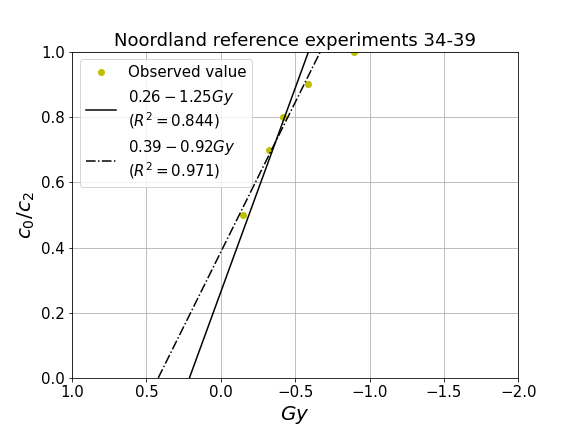 Noordland reference experiments 34-39
Observed value
0.26 − 1.25Gy
(R² = 0.844)
0.39 − 0.92Gy
(R² = 0.971)
c₀/c₂
1.0
0.8
0.6
0.4
0.2
0.0
1.0 0.5 0.0 −0.5 −1.0 −1.5 −2.0
Gy